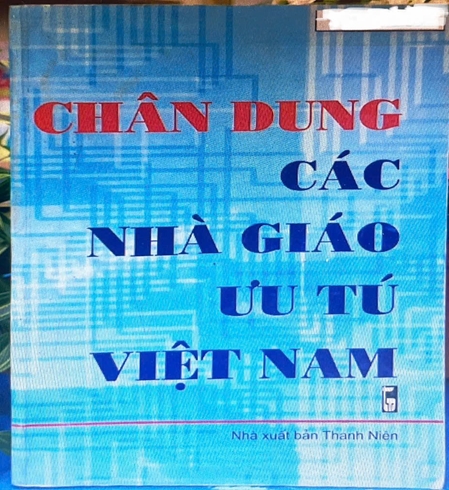 CHÂN DUNG
CÁC
NHÀ GIÁO
ƯU TÚ
VIỆT NAM
Nhà xuất bản Thanh Niên